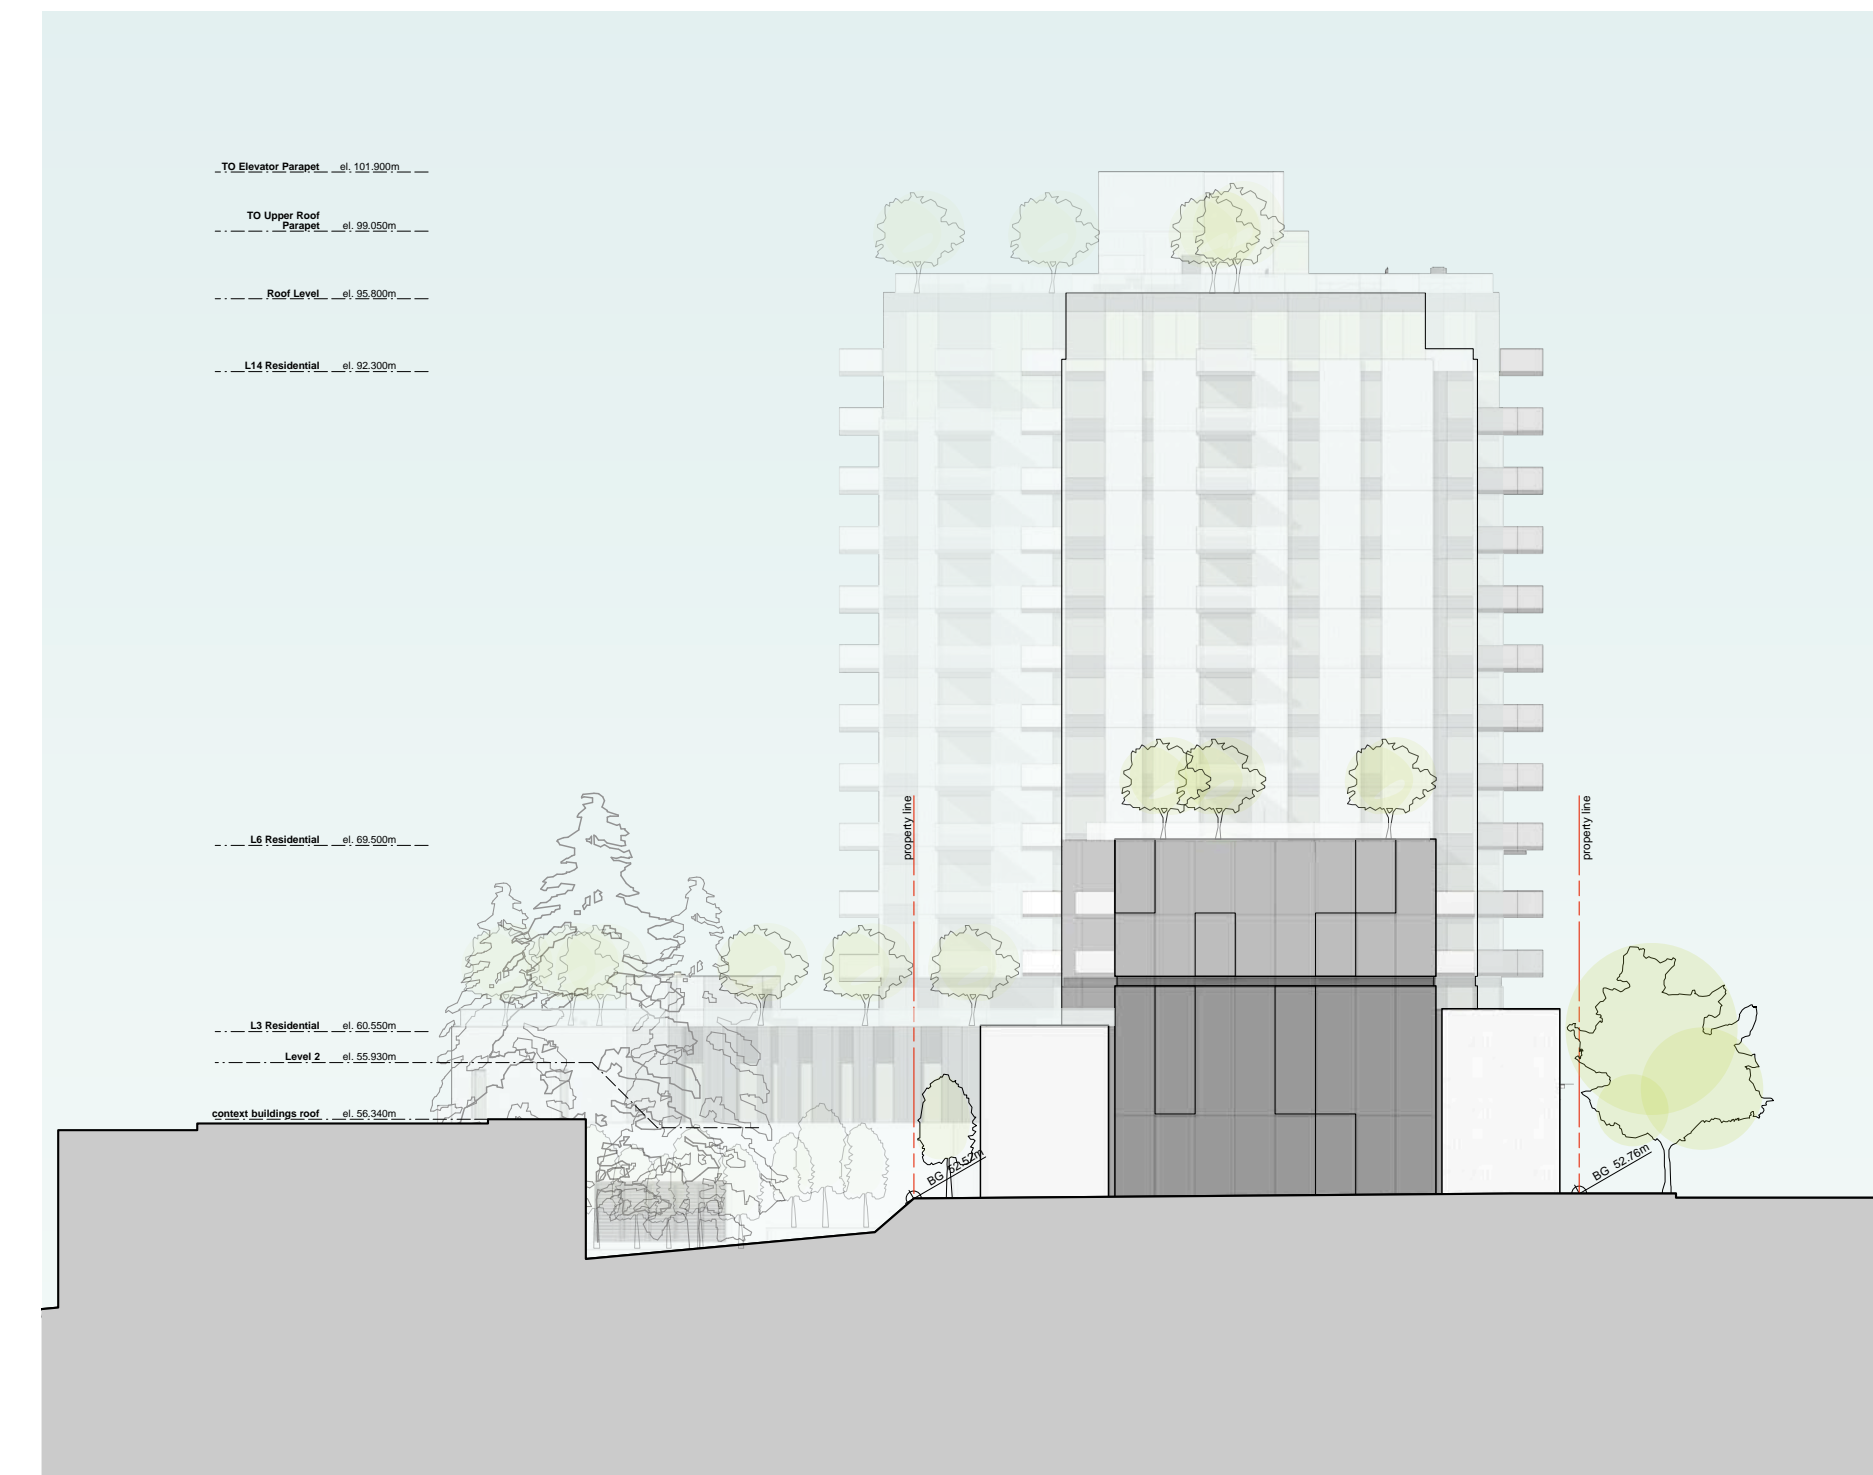 TO Elevator Parapet el. 101.900m
TO Upper Roof
Parapet el. 99.050m
Roof Level el. 95.800m
L14 Residential el. 92.300m
property line
property line
L6 Residential el. 69.500m
L3 Residential el. 60.550m
Level 2 el. 55.930m
context buildings roof el. 56.340m
BG 52.52m
BG 52.76m